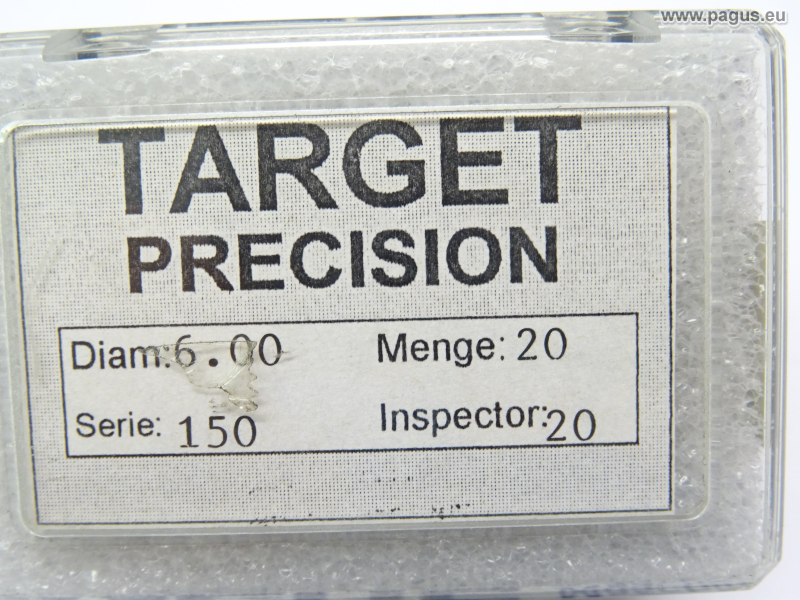 www.pagus.eu
TARGET
PRECISION
Diam: 6.00 Menge: 20
Serie: 150 Inspector: 20